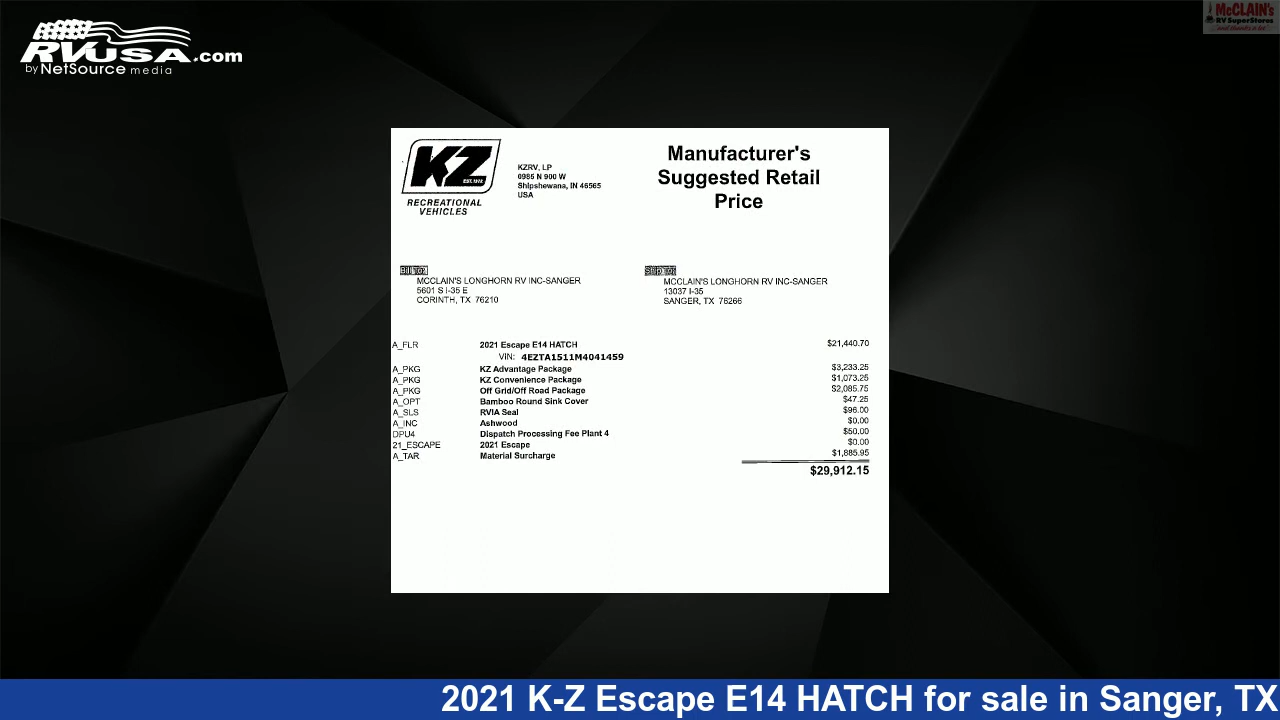 RVUSA.com
by NetSource media
McCLAIN's
RV SuperStores
KZ
EST. 1972
RECREATIONAL
VEHICLES
KZRV, LP
0985 N 900 W
Shipshewana, IN 46565
USA
Manufacturer's
Suggested Retail
Price
Bill To:
MCCLAIN'S LONGHORN RV INC-SANGER
5601 S I-35 E
CORINTH, TX 76210
Ship To:
MCCLAIN'S LONGHORN RV INC-SANGER
13037 I-35
SANGER, TX 76266
A_FLR 2021 Escape E14 HATCH $21,440.70
VIN: 4EZTA1511M4041459
A_PKG KZ Advantage Package $3,233.25
A_PKG KZ Convenience Package $1,073.25
A_PKG Off Grid/Off Road Package $2,085.75
A_OPT Bamboo Round Sink Cover $47.25
A_SLS RVIA Seal $96.00
A_INC Ashwood $0.00
DPU4 Dispatch Processing Fee Plant 4 $50.00
21_ESCAPE 2021 Escape $0.00
A_TAR Material Surcharge $1,885.95
$29,912.15
2021 K-Z Escape E14 HATCH for sale in Sanger, TX